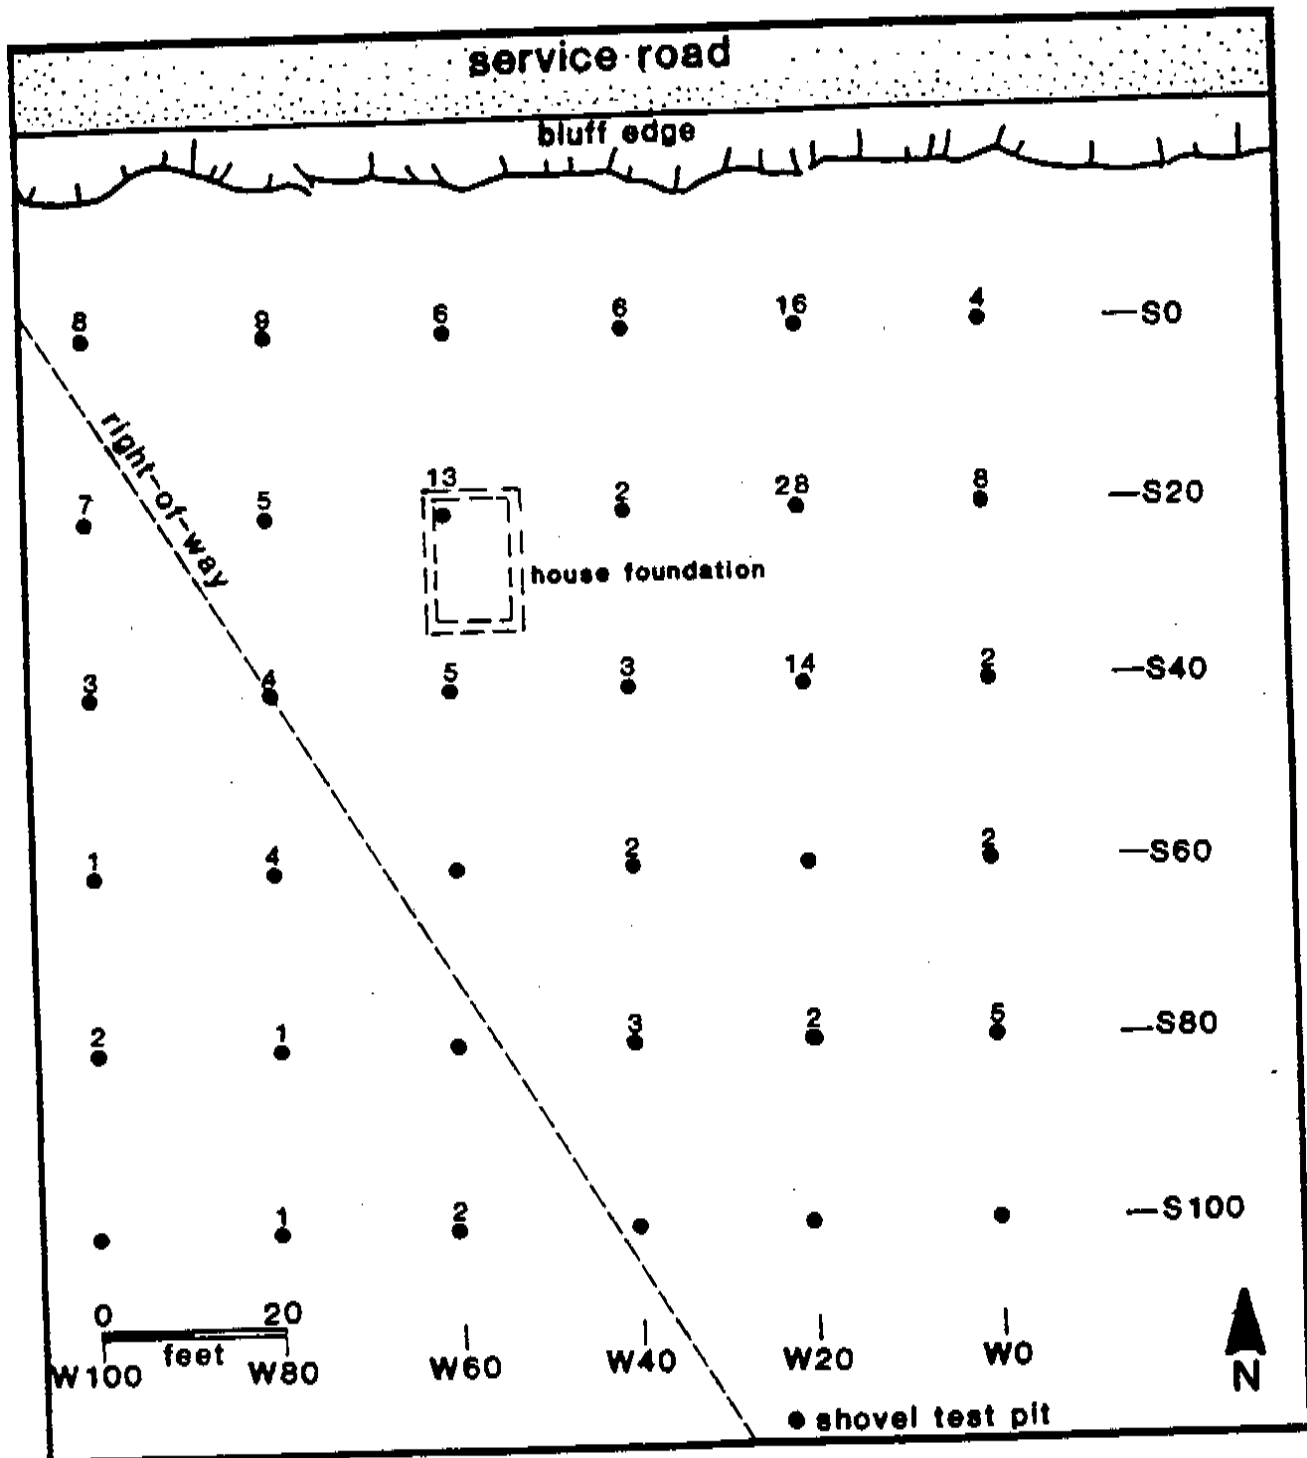 service road
bluff edge
8 9 6 6 16 4 —S0
right-of-way
7 5 13 2 28 8 —S20
house foundation
3 4 5 3 14 2 —S40
1 4 2 2 —S60
2 1 3 2 5 —S80
1 2 —S100
0 20
feet
W100 W80 W60 W40 W20 W0
N
shovel test pit